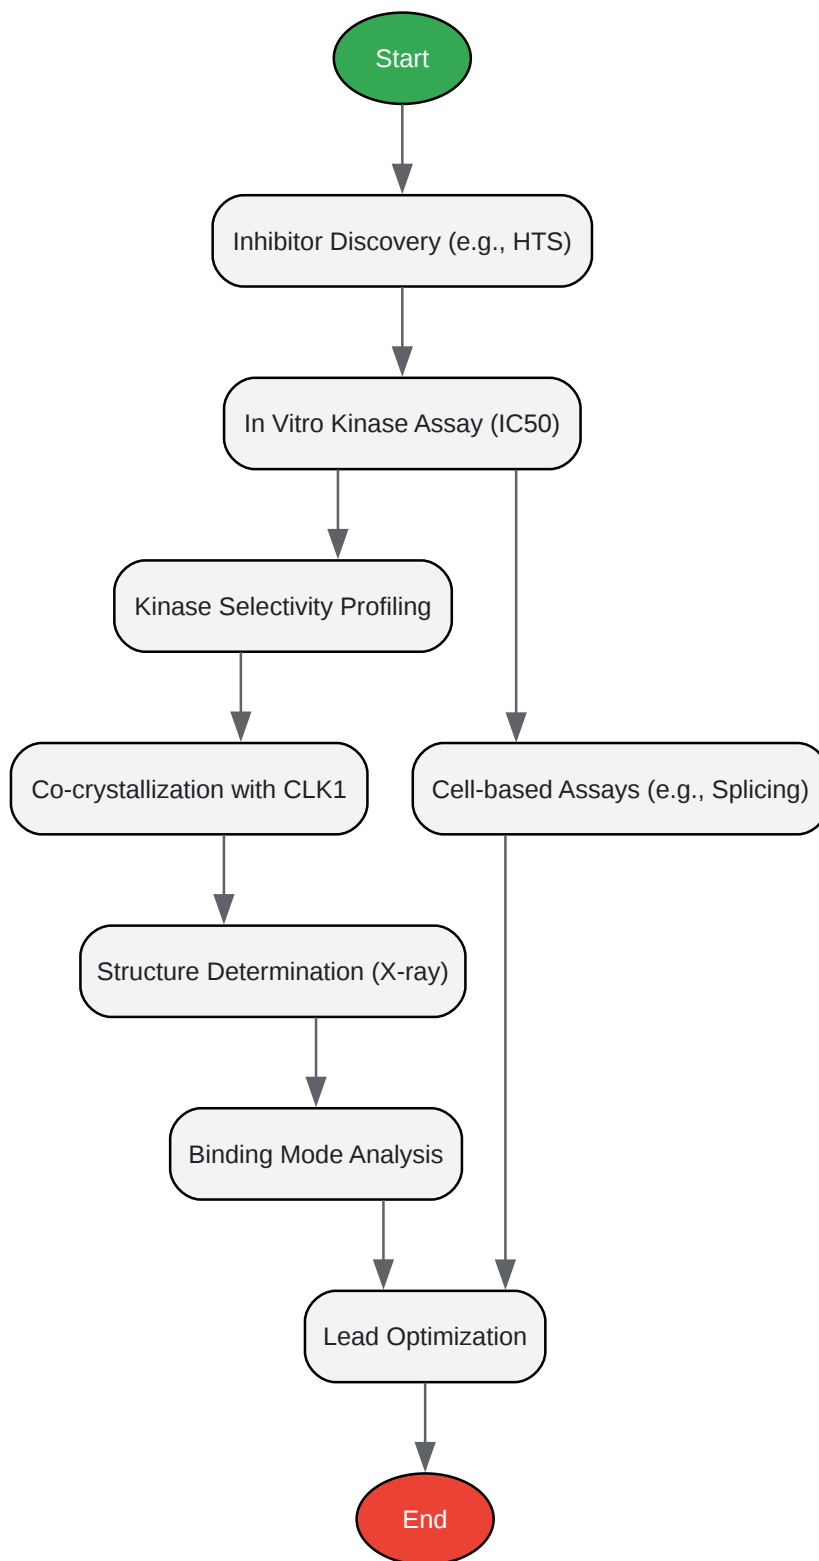 Start
Inhibitor Discovery (e.g., HTS)
In Vitro Kinase Assay (IC50)
Kinase Selectivity Profiling
Co-crystallization with CLK1
Cell-based Assays (e.g., Splicing)
Structure Determination (X-ray)
Binding Mode Analysis
Lead Optimization
End